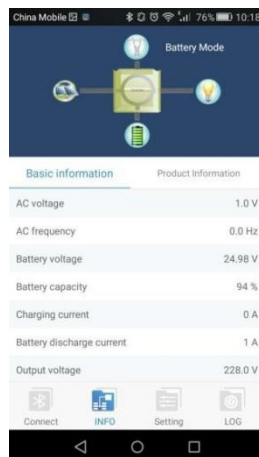 China Mobile 76% 10:18
Battery Mode
Basic information Product Information
AC voltage 1.0 V
AC frequency 0.0 Hz
Battery voltage 24.98 V
Battery capacity 94 %
Charging current 0 A
Battery discharge current 1 A
Output voltage 228.0 V
Connect INFO Setting LOG